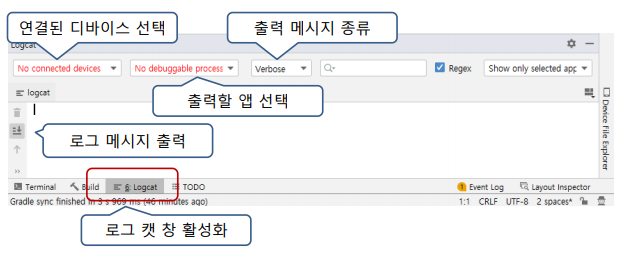 연결된 디바이스 선택
출력 메시지 종류
Logcat
No connected devices
No debuggable process
Verbose
Regex
Show only selected app
logcat
출력할 앱 선택
로그 메시지 출력
Device File Explorer
Terminal
Build
6: Logcat
TODO
Event Log
Layout Inspector
Gradle sync finished in 3 s 969 ms (46 minutes ago)
1:1 CRLF UTF-8 2 spaces*
로그 캣 창 활성화